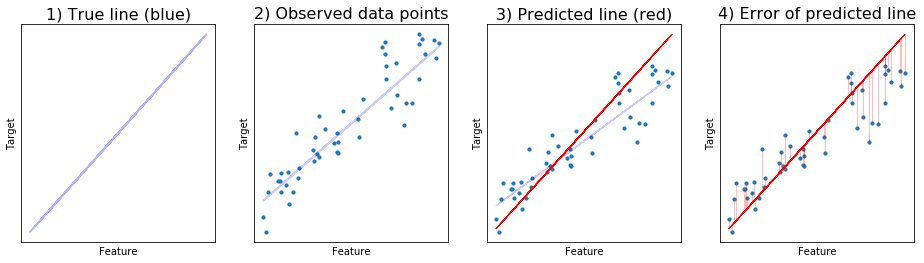 1) True line (blue)
2) Observed data points
3) Predicted line (red)
4) Error of predicted line
Target
Target
Target
Target
Feature
Feature
Feature
Feature